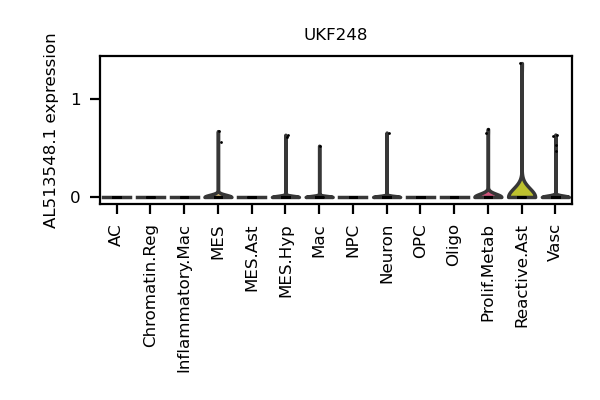 UKF248
AL513548.1 expression
1
0
AC
Chromatin.Reg
Inflammatory.Mac
MES
MES.Ast
MES.Hyp
Mac
NPC
Neuron
OPC
Oligo
Prolif.Metab
Reactive.Ast
Vasc